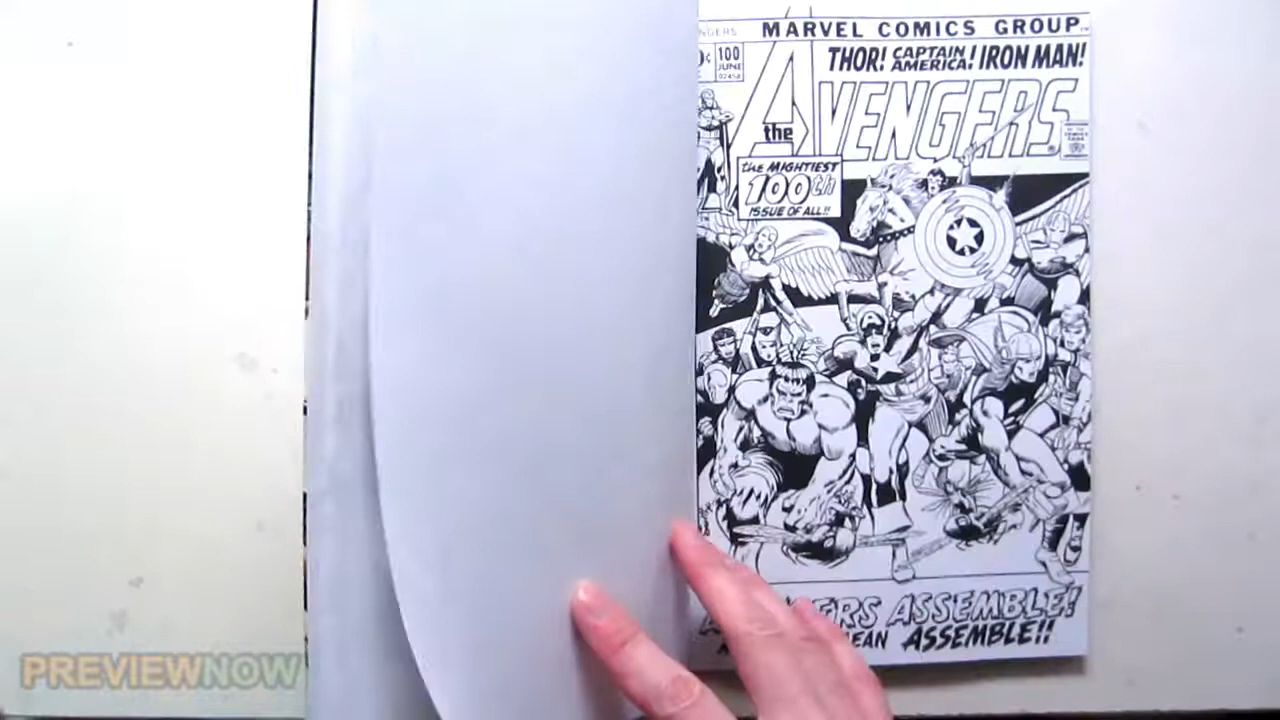 MARVEL COMICS GROUP
100
JUNE
02458
THOR! CAPTAIN AMERICA! IRON MAN!
the AVENGERS
the MIGHTIEST
100th
ISSUE OF ALL!!
ASSEMBLE!
ASSEMBLE!!
PREVIEWNOW